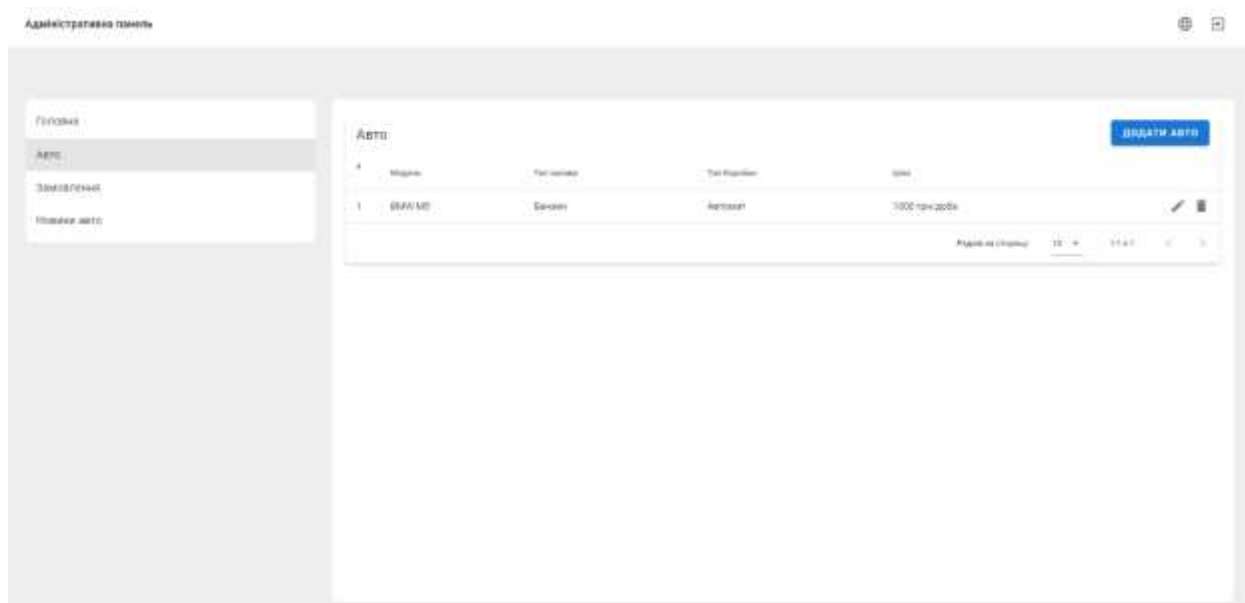 Адміністративна панель
Головна
Авто
Замовлення
Новини авто
Авто
ДОДАТИ АВТО
# Модель Тип палива Тип Коробки Ціна
1 BMW M5 Бензин Автомат 1000 грн/доба
Рядків на сторінці: 10 1-1 з 1